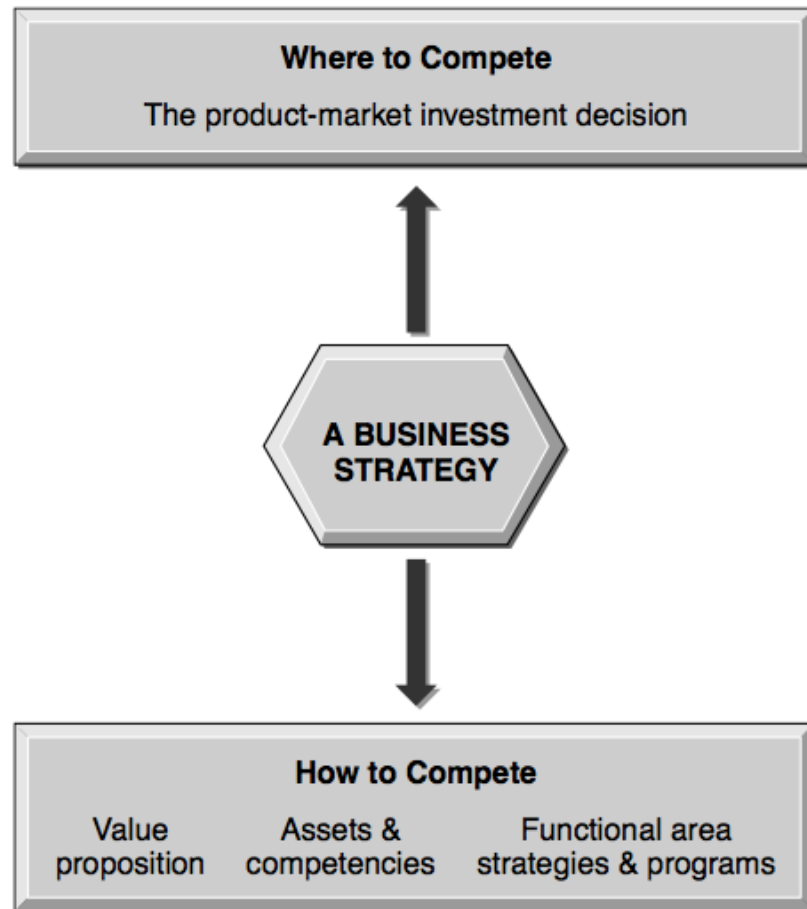 Where to Compete
The product-market investment decision
A BUSINESS
STRATEGY
How to Compete
Value
proposition
Assets &
competencies
Functional area
strategies & programs